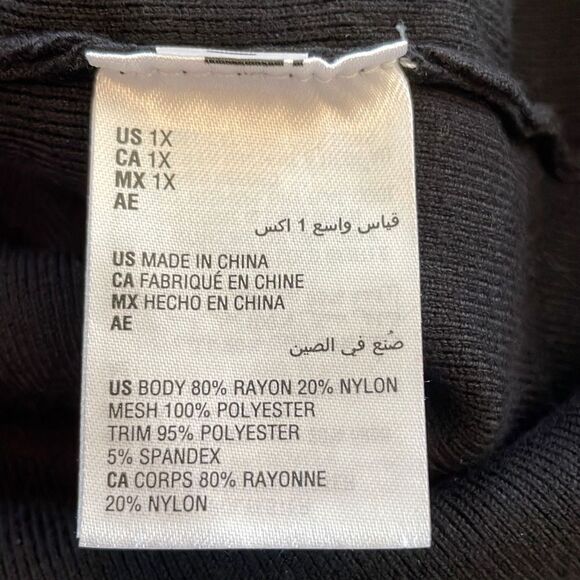 US 1X
CA 1X
MX 1X
AE
قياس واسع 1 اكس
US MADE IN CHINA
CA FABRIQUÉ EN CHINE
MX HECHO EN CHINA
AE
صُنع في الصين
US BODY 80% RAYON 20% NYLON
MESH 100% POLYESTER
TRIM 95% POLYESTER
5% SPANDEX
CA CORPS 80% RAYONNE
20% NYLON